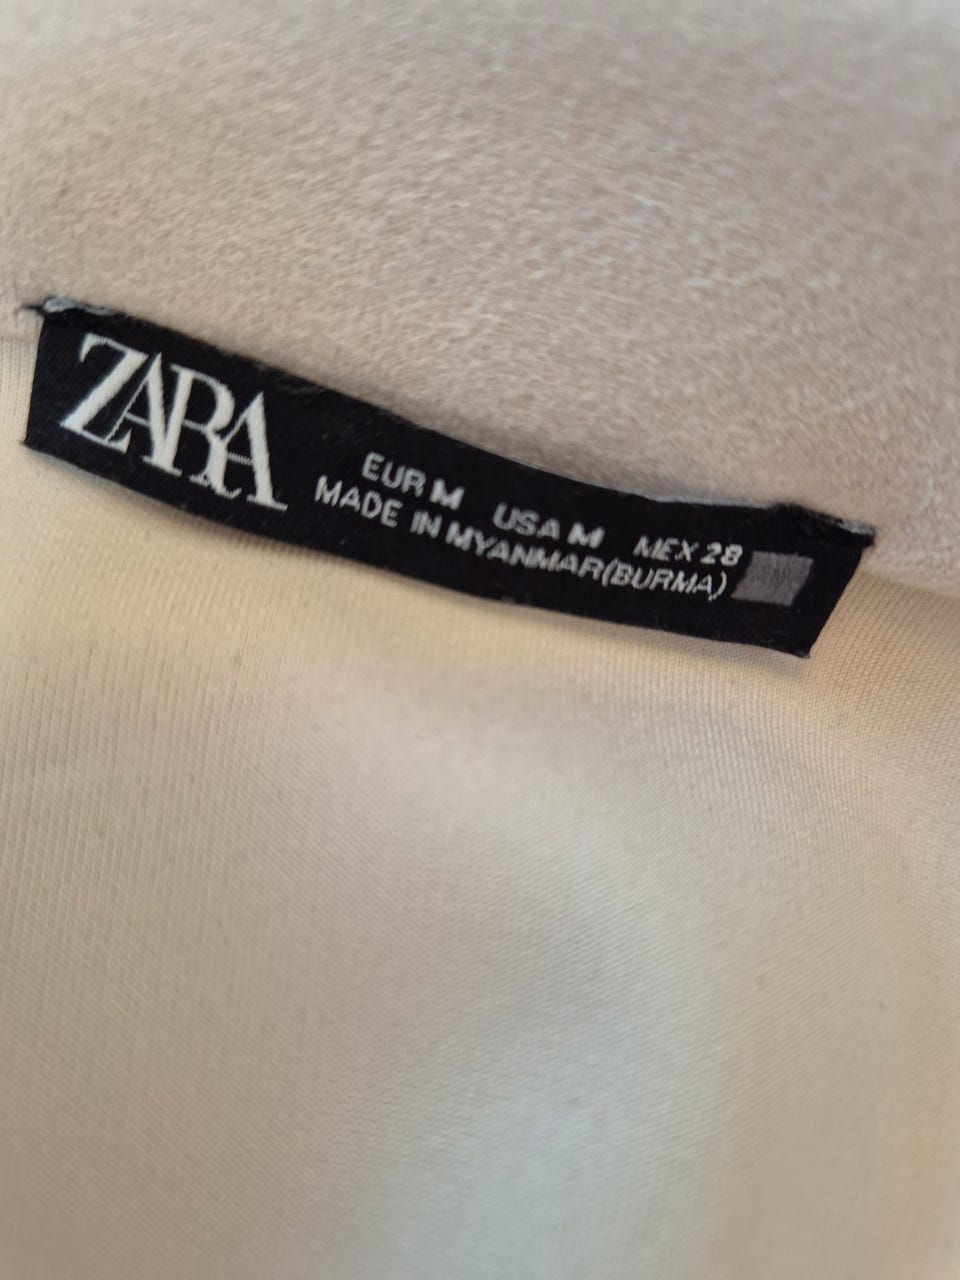 ZARA
EUR M USA M MEX 28
MADE IN MYANMAR(BURMA)